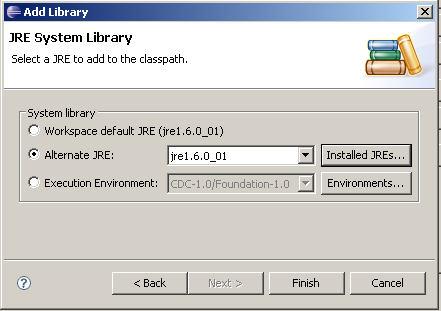 Add Library
JRE System Library
Select a JRE to add to the classpath.
System library
Workspace default JRE (jre1.6.0_01)
Alternate JRE: jre1.6.0_01 Installed JREs...
Execution Environment: CDC-1.0/Foundation-1.0 Environments...
? < Back Next > Finish Cancel